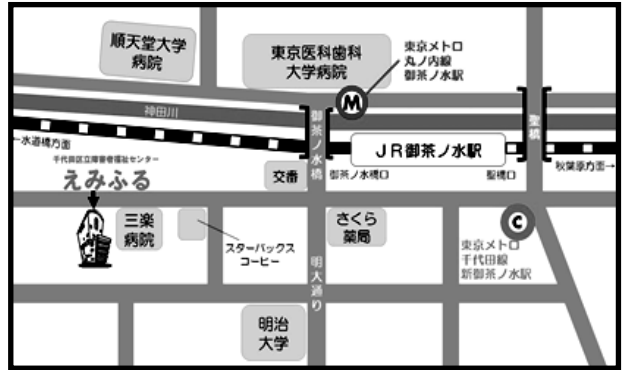 順天堂大学
病院
東京医科歯科
大学病院
東京メトロ
丸ノ内線
御茶ノ水駅
M
神田川
御茶ノ水橋
聖橋
←水道橋方面
JR御茶ノ水駅
千代田区立障害者福祉センター
えみふる
交番
御茶ノ水橋口
聖橋口
秋葉原方面→
三楽
病院
スターバックス
コーヒー
さくら
薬局
C
東京メトロ
千代田線
新御茶ノ水駅
明大通り
明治
大学